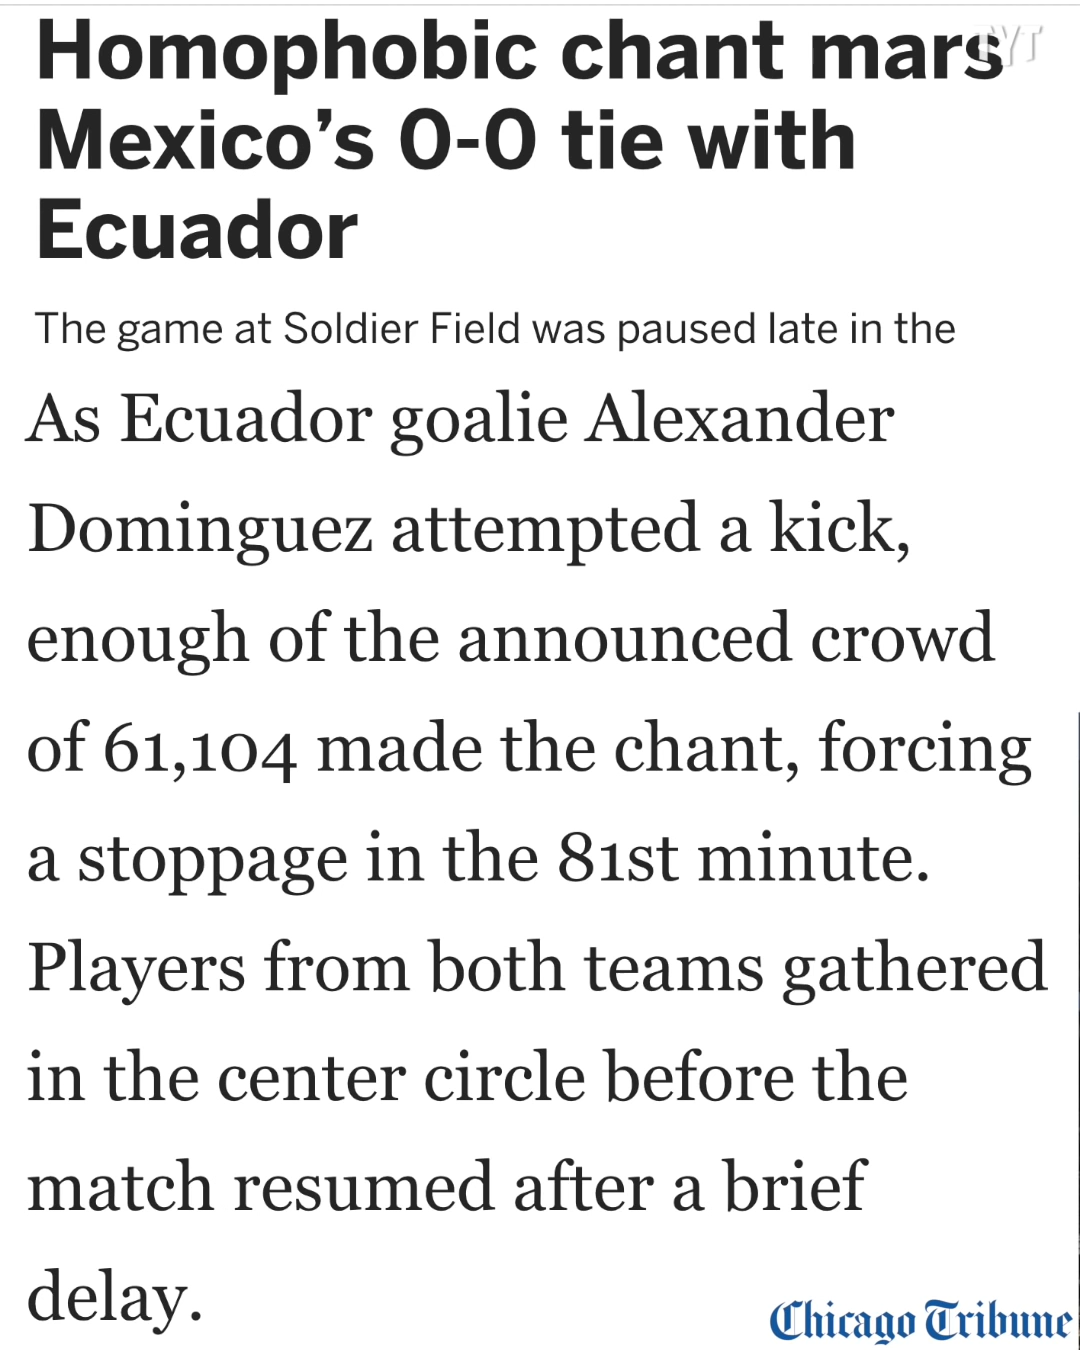 Homophobic chant mars
TYT
Mexico’s 0-0 tie with
Ecuador
The game at Soldier Field was paused late in the
As Ecuador goalie Alexander
Dominguez attempted a kick,
enough of the announced crowd
of 61,104 made the chant, forcing
a stoppage in the 81st minute.
Players from both teams gathered
in the center circle before the
match resumed after a brief
delay.
Chicago Tribune